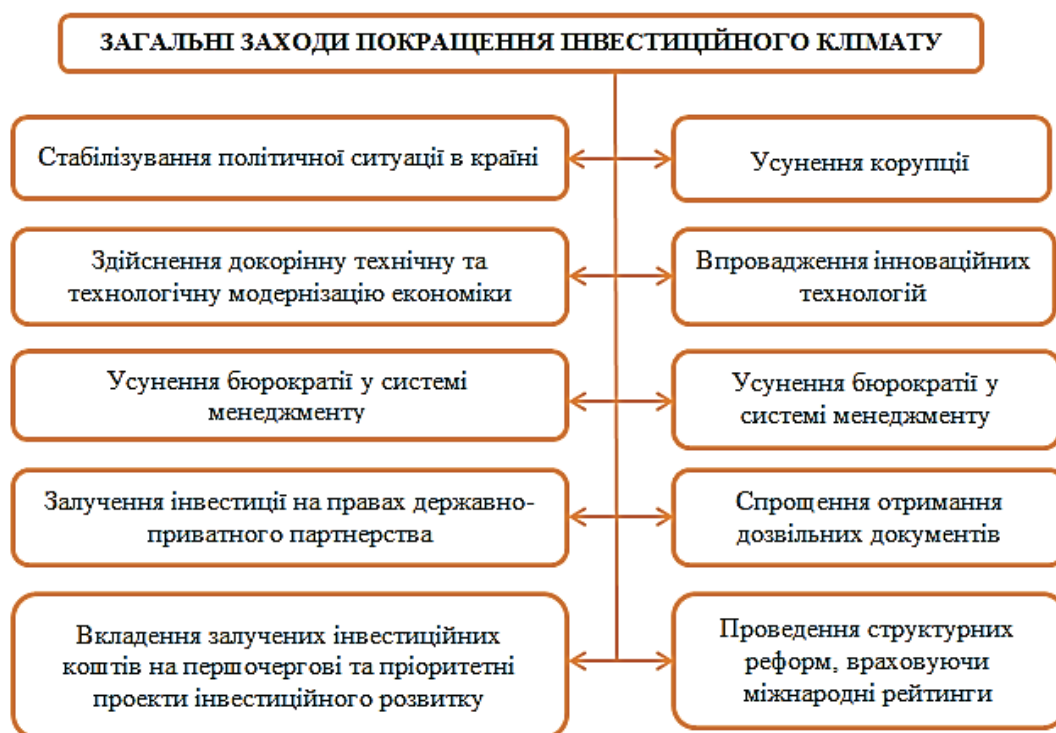 ЗАГАЛЬНІ ЗАХОДИ ПОКРАЩЕННЯ ІНВЕСТИЦІЙНОГО КЛІМАТУ
Стабілізування політичної ситуації в країні
Усунення корупції
Здійснення докорінну технічну та
технологічну модернізацію економіки
Впровадження інноваційних
технологій
Усунення бюрократії у системі
менеджменту
Усунення бюрократії у
системі менеджменту
Залучення інвестиції на правах державно-
приватного партнерства
Спрощення отримання
дозвільних документів
Вкладення залучених інвестиційних
коштів на першочергові та пріоритетні
проекти інвестиційного розвитку
Проведення структурних
реформ, враховуючи
міжнародні рейтинги